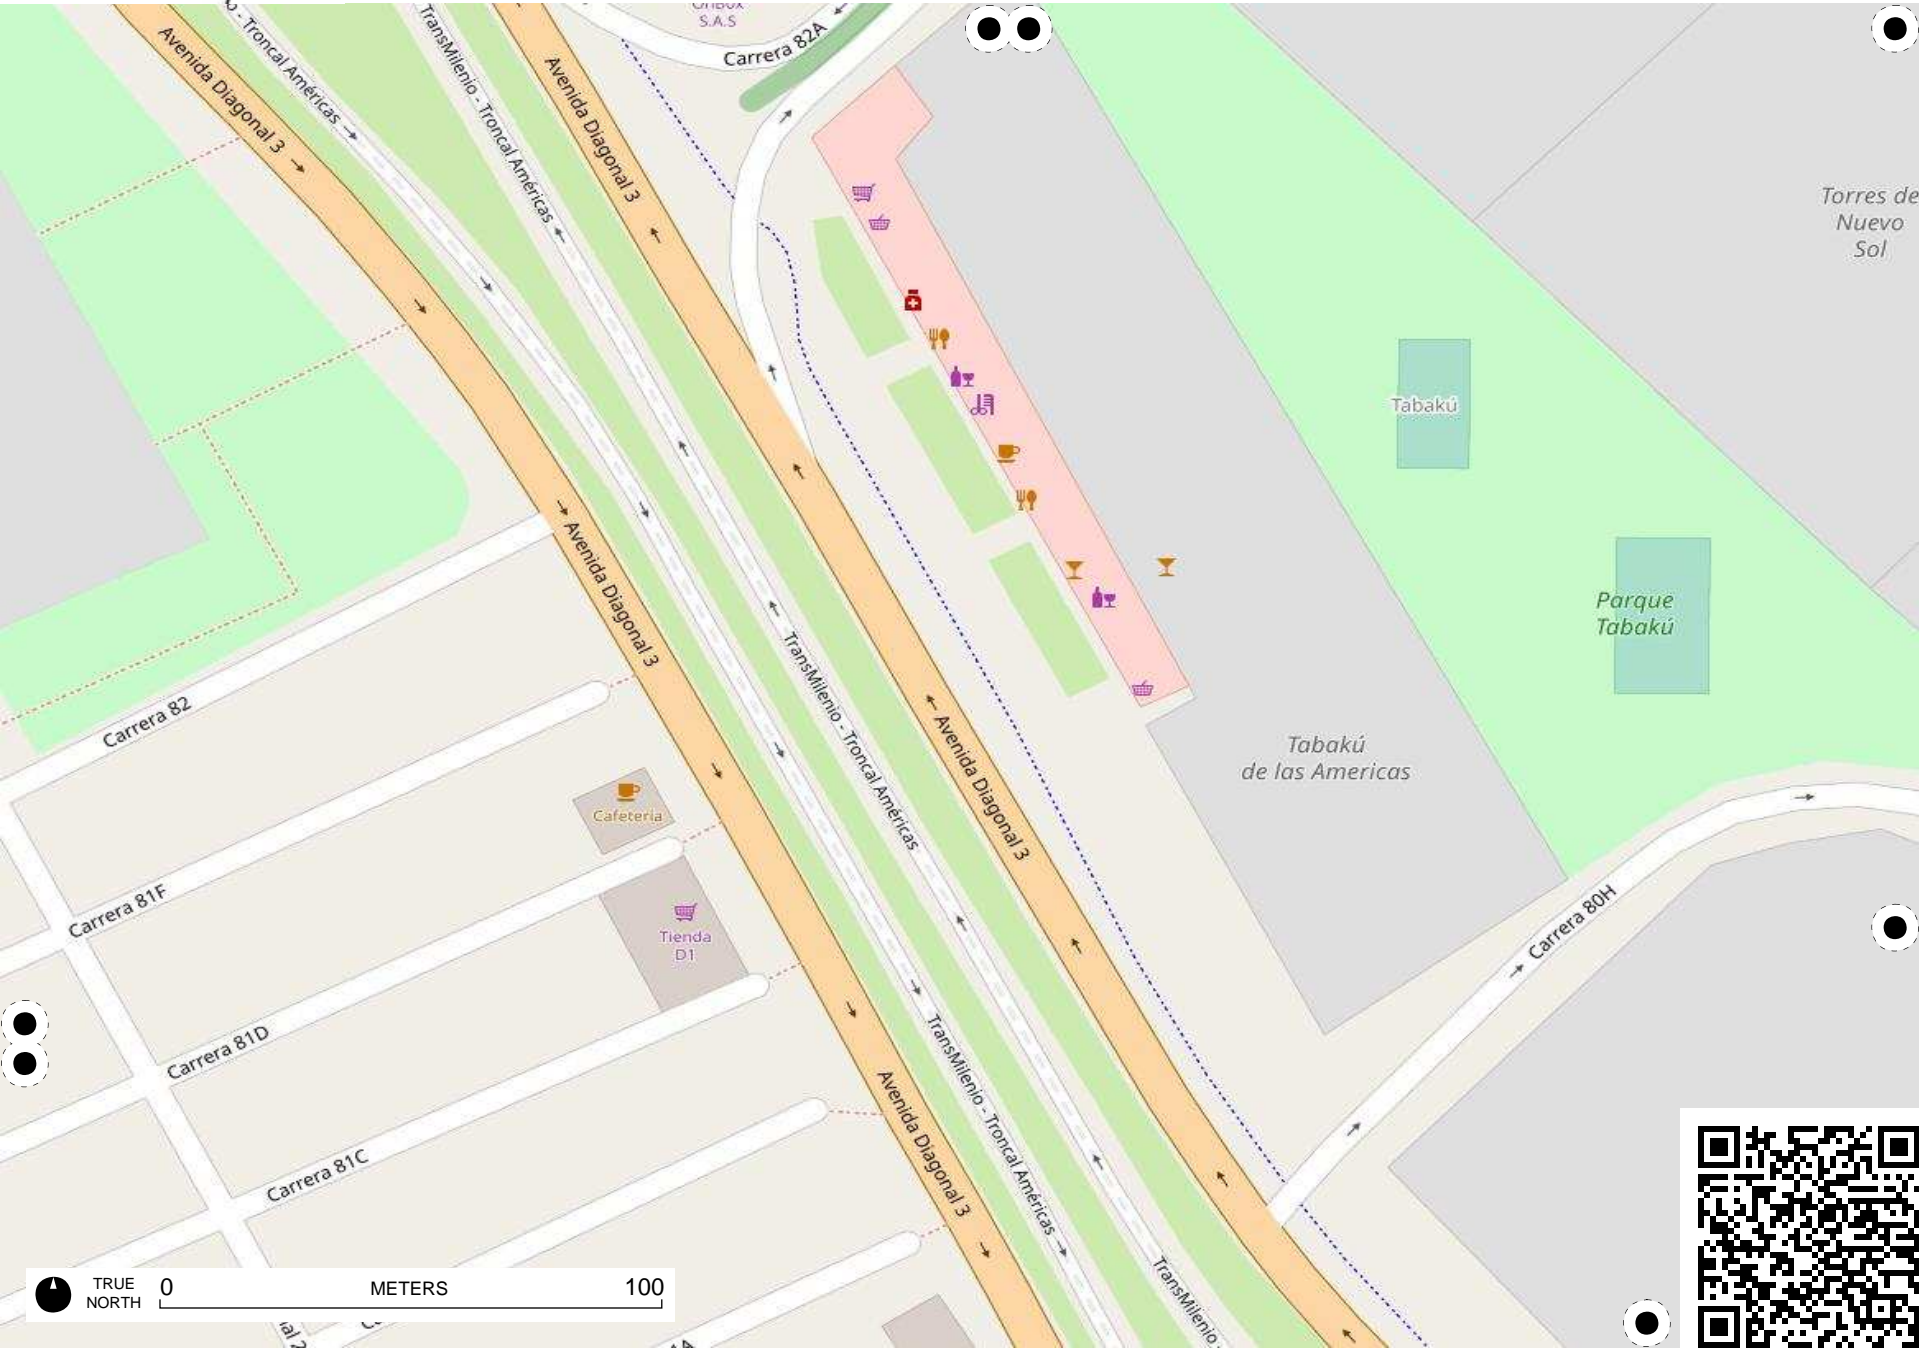 S.A.S
Carrera 82A
Troncal Américas
TransMilenio - Troncal Américas
Avenida Diagonal 3
Avenida Diagonal 3
Torres de
Nuevo
Sol
Tabakú
Avenida Diagonal 3
Parque
Tabakú
Carrera 82
TransMilenio - Troncal Américas
Avenida Diagonal 3
Tabakú
de las Americas
Cafetería
Carrera 81F
Tienda
D1
Carrera 80H
Carrera 81D
TransMilenio - Troncal Américas
Avenida Diagonal 3
Carrera 81C
TransMilenio -
TRUE
NORTH
0
METERS
100